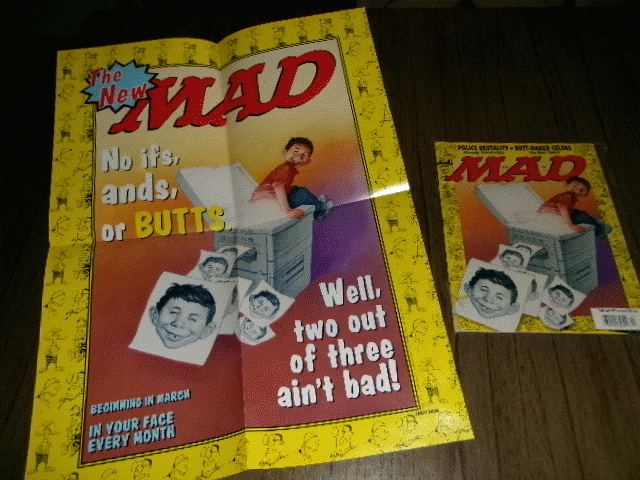 The
New
MAD
No if's,
ands,
or BUTTS.
Well,
two out
of three
ain't bad!
BEGINNING IN MARCH
IN YOUR FACE
EVERY MONTH
POLICE BRUTALITY BUTT-NAKED CELEBS
MAD